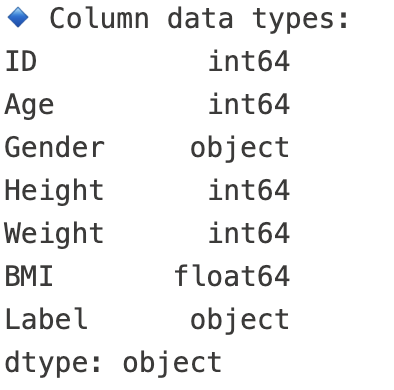 🔹 Column data types:
ID int64
Age int64
Gender object
Height int64
Weight int64
BMI float64
Label object
dtype: object